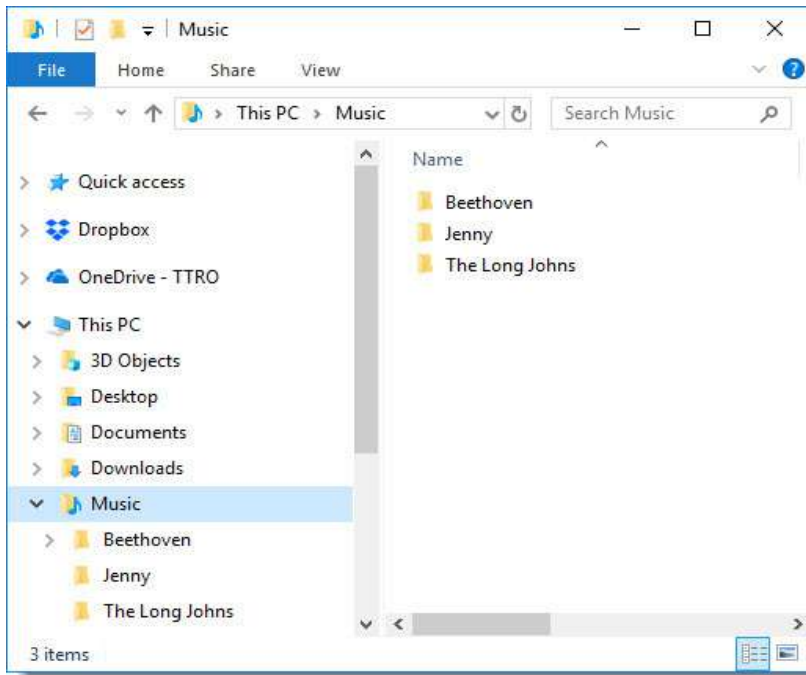 Music
File Home Share View
This PC > Music Search Music
Name
Quick access
Dropbox
OneDrive - TTRO
This PC
3D Objects
Desktop
Documents
Downloads
Music
Beethoven
Jenny
The Long Johns
Beethoven
Jenny
The Long Johns
3 items